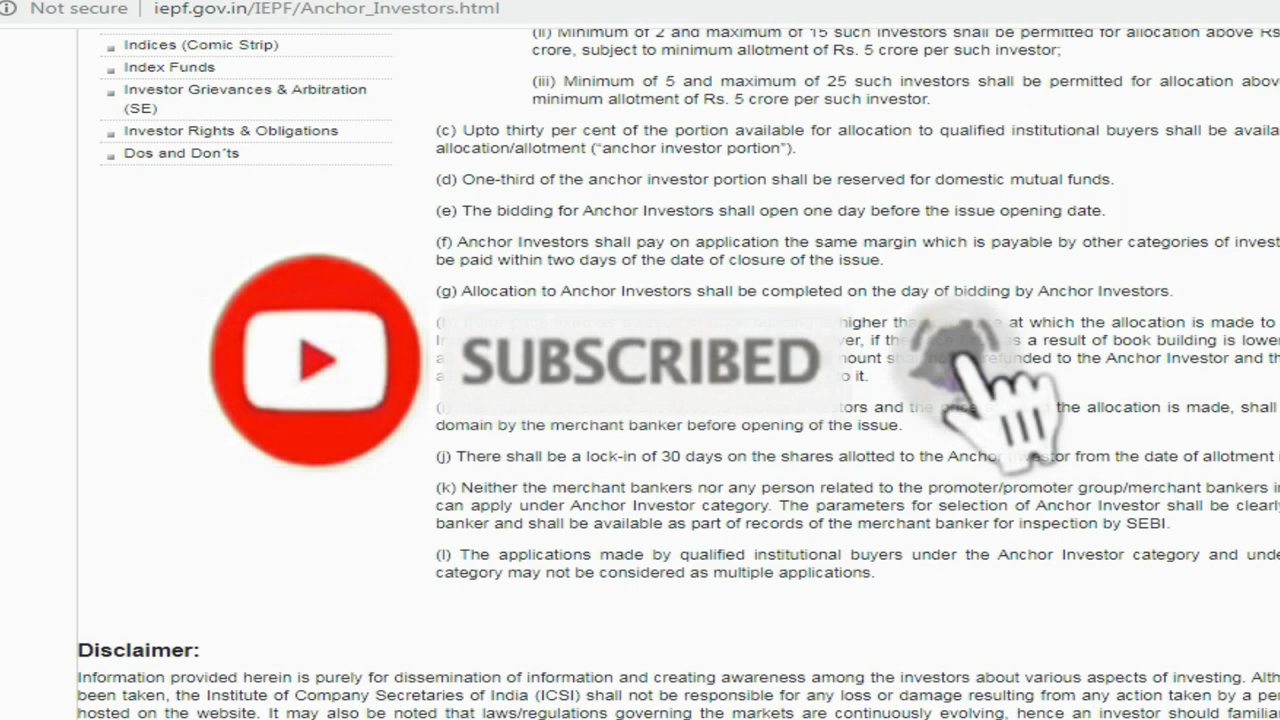 Not secure | iepf.gov.in/IEPF/Anchor_Investors.html
Indices (Comic Strip)
Index Funds
Investor Grievances & Arbitration
(SE)
Investor Rights & Obligations
Dos and Don´ts
(ii) Minimum of 2 and maximum of 15 such investors shall be permitted for allocation above Rs
crore, subject to minimum allotment of Rs. 5 crore per such investor;
(iii) Minimum of 5 and maximum of 25 such investors shall be permitted for allocation abov
minimum allotment of Rs. 5 crore per such investor.
(c) Upto thirty per cent of the portion available for allocation to qualified institutional buyers shall be availa
allocation/allotment (“anchor investor portion”).
(d) One-third of the anchor investor portion shall be reserved for domestic mutual funds.
(e) The bidding for Anchor Investors shall open one day before the issue opening date.
(f) Anchor Investors shall pay on application the same margin which is payable by other categories of invest
be paid within two days of the date of closure of the issue.
(g) Allocation to Anchor Investors shall be completed on the day of bidding by Anchor Investors.
higher at which the allocation is made to
if the is a result of book building is lower
refunded to the Anchor Investor and th
o it.
SUBSCRIBED
tors and the the allocation is made, shall
domain by the merchant banker before opening of the issue.
(j) There shall be a lock-in of 30 days on the shares allotted to the Anchor Investor from the date of allotment i
(k) Neither the merchant bankers nor any person related to the promoter/promoter group/merchant bankers i
can apply under Anchor Investor category. The parameters for selection of Anchor Investor shall be clearl
banker and shall be available as part of records of the merchant banker for inspection by SEBI.
(l) The applications made by qualified institutional buyers under the Anchor Investor category and unde
category may not be considered as multiple applications.
Disclaimer:
Information provided herein is purely for dissemination of information and creating awareness among the investors about various aspects of investing. Alth
been taken, the Institute of Company Secretaries of India (ICSI) shall not be responsible for any loss or damage resulting from any action taken by a pe
hosted on the website. It may also be noted that laws/regulations governing the markets are continuously evolving, hence an investor should familia